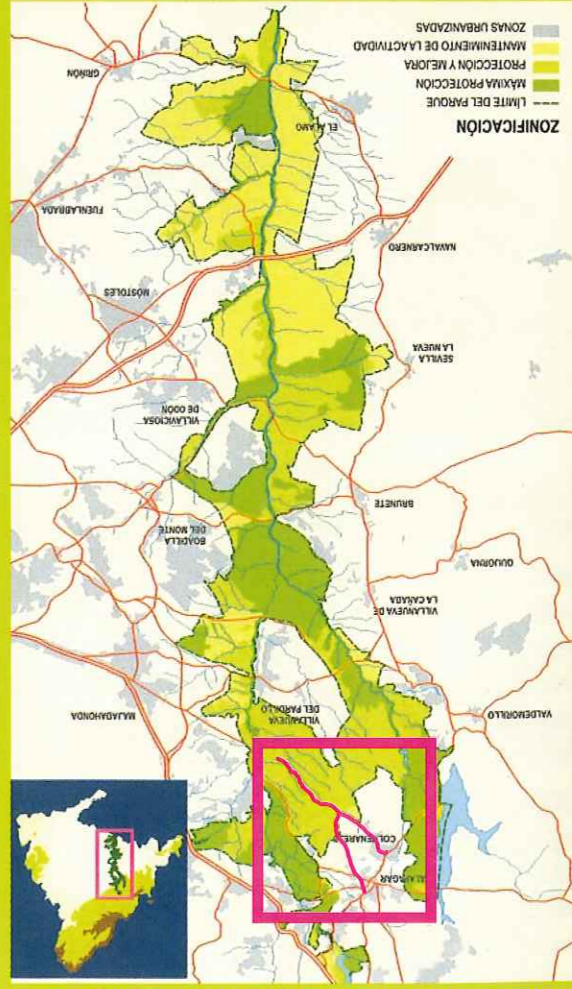 MAJADAHONDA
VALDEMORILLO
VILLANUEVA
DEL PARDILLO
VILLANUEVA DE
LA CAÑADA
QUIJORNA
BOADILLA
DEL MONTE
BRUNETE
VILLAVICIOSA
DE ODÓN
SEVILLA
LA NUEVA
MÓSTOLES
NAVALCARNERO
FUENLABRADA
EL ÁLAMO
GRIÑÓN
ZONIFICACIÓN
LÍMITE DEL PARQUE
MÁXIMA PROTECCIÓN
PROTECCIÓN Y MEJORA
MANTENIMIENTO DE LA ACTIVIDAD
ZONAS URBANIZADAS